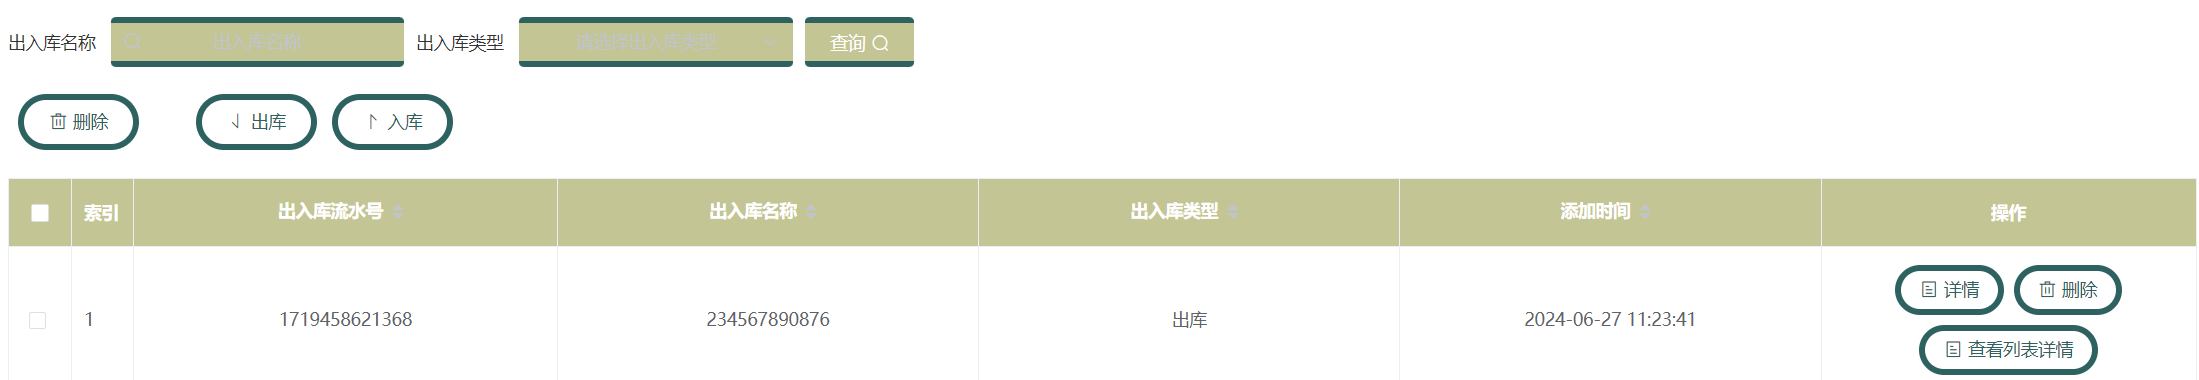 出入库名称 出入库名称 出入库类型 请选择出入库类型 查询
删除 出库 入库
索引 出入库流水号 出入库名称 出入库类型 添加时间 操作
1 1719458621368 234567890876 出库 2024-06-27 11:23:41 详情 删除
查看列表详情